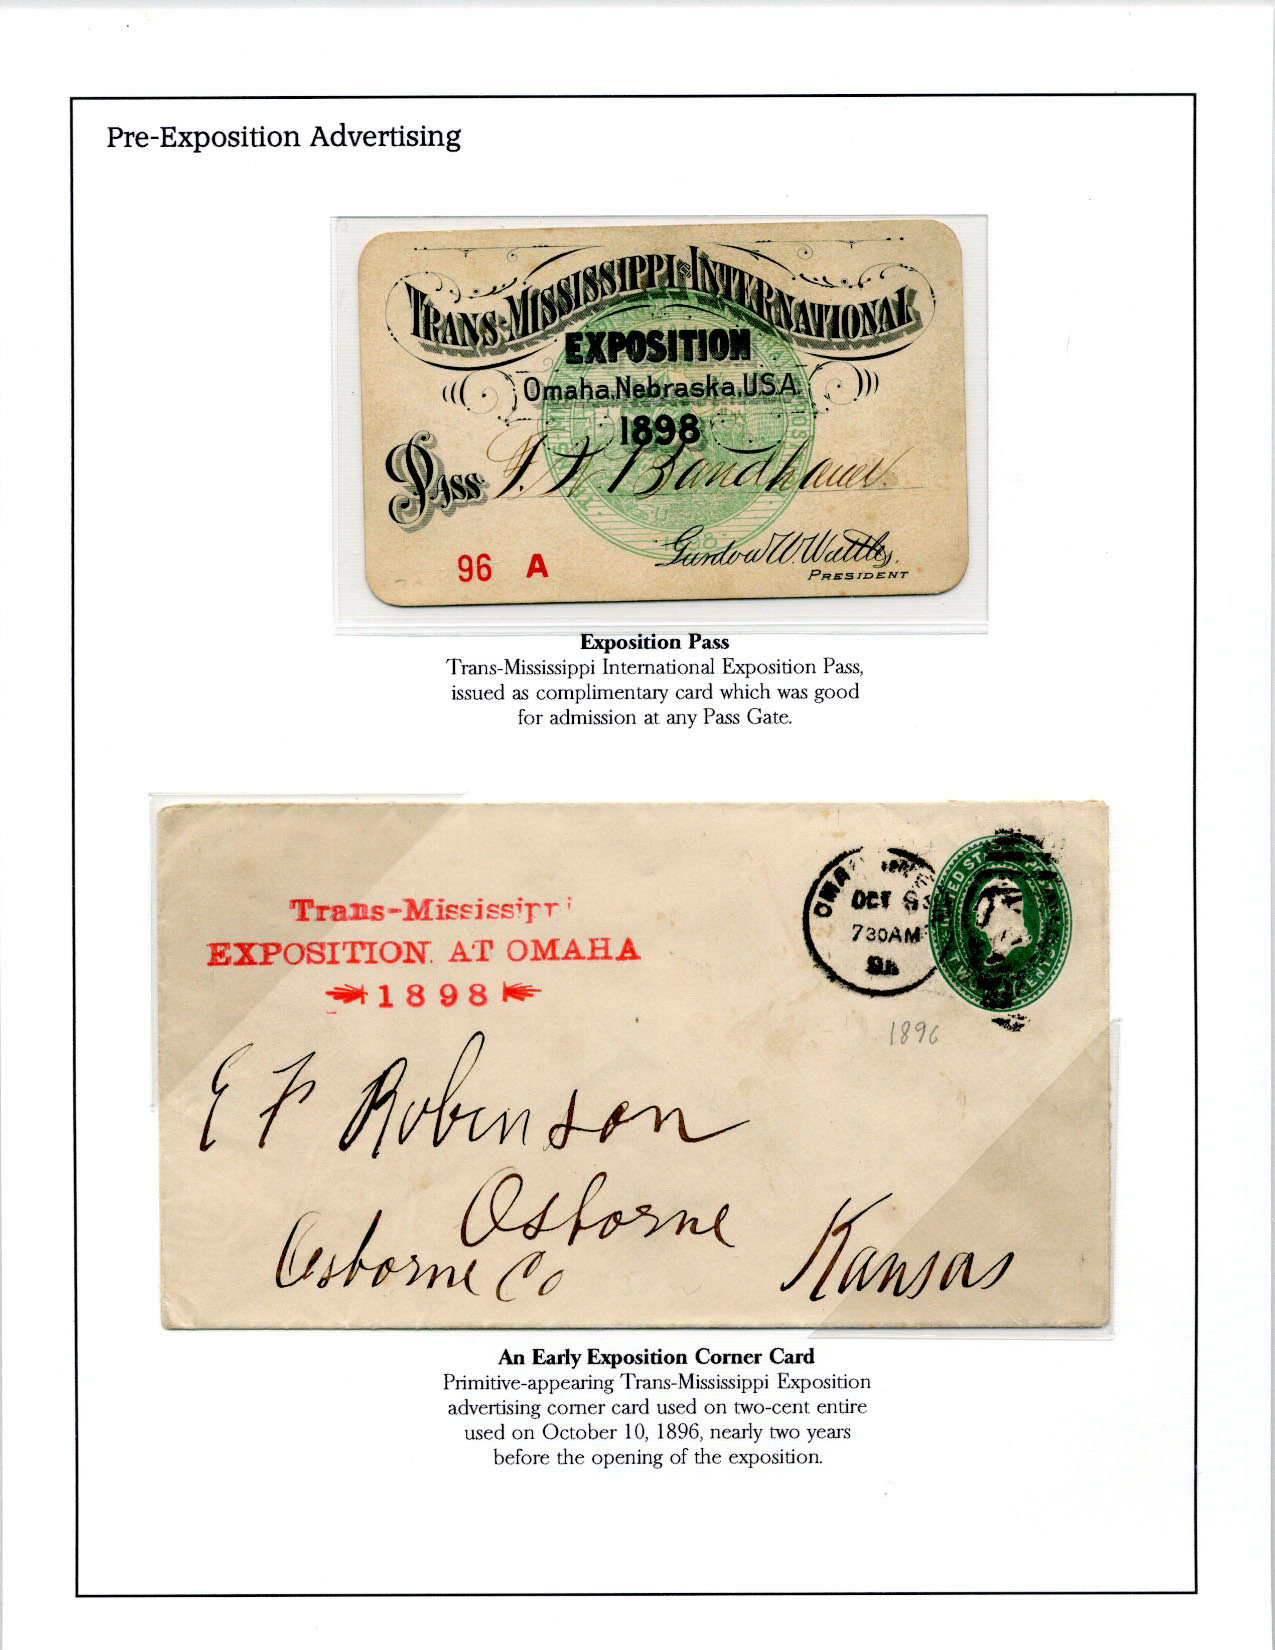 Pre-Exposition Advertising
TRANS-MISSISSIPPI & INTERNATIONAL
EXPOSITION
Omaha, Nebraska, U.S.A.
1898
Pass F. W. Bandhauer.
96 A
Gurdon W. Wattles.
PRESIDENT
Exposition Pass
Trans-Mississippi International Exposition Pass,
issued as complimentary card which was good
for admission at any Pass Gate.
Trans-Mississippi
EXPOSITION AT OMAHA
1898
OCT
730AM
1896
E F Robinson
Osborne
Osborne Co Kansas
An Early Exposition Corner Card
Primitive-appearing Trans-Mississippi Exposition
advertising corner card used on two-cent entire
used on October 10, 1896, nearly two years
before the opening of the exposition.